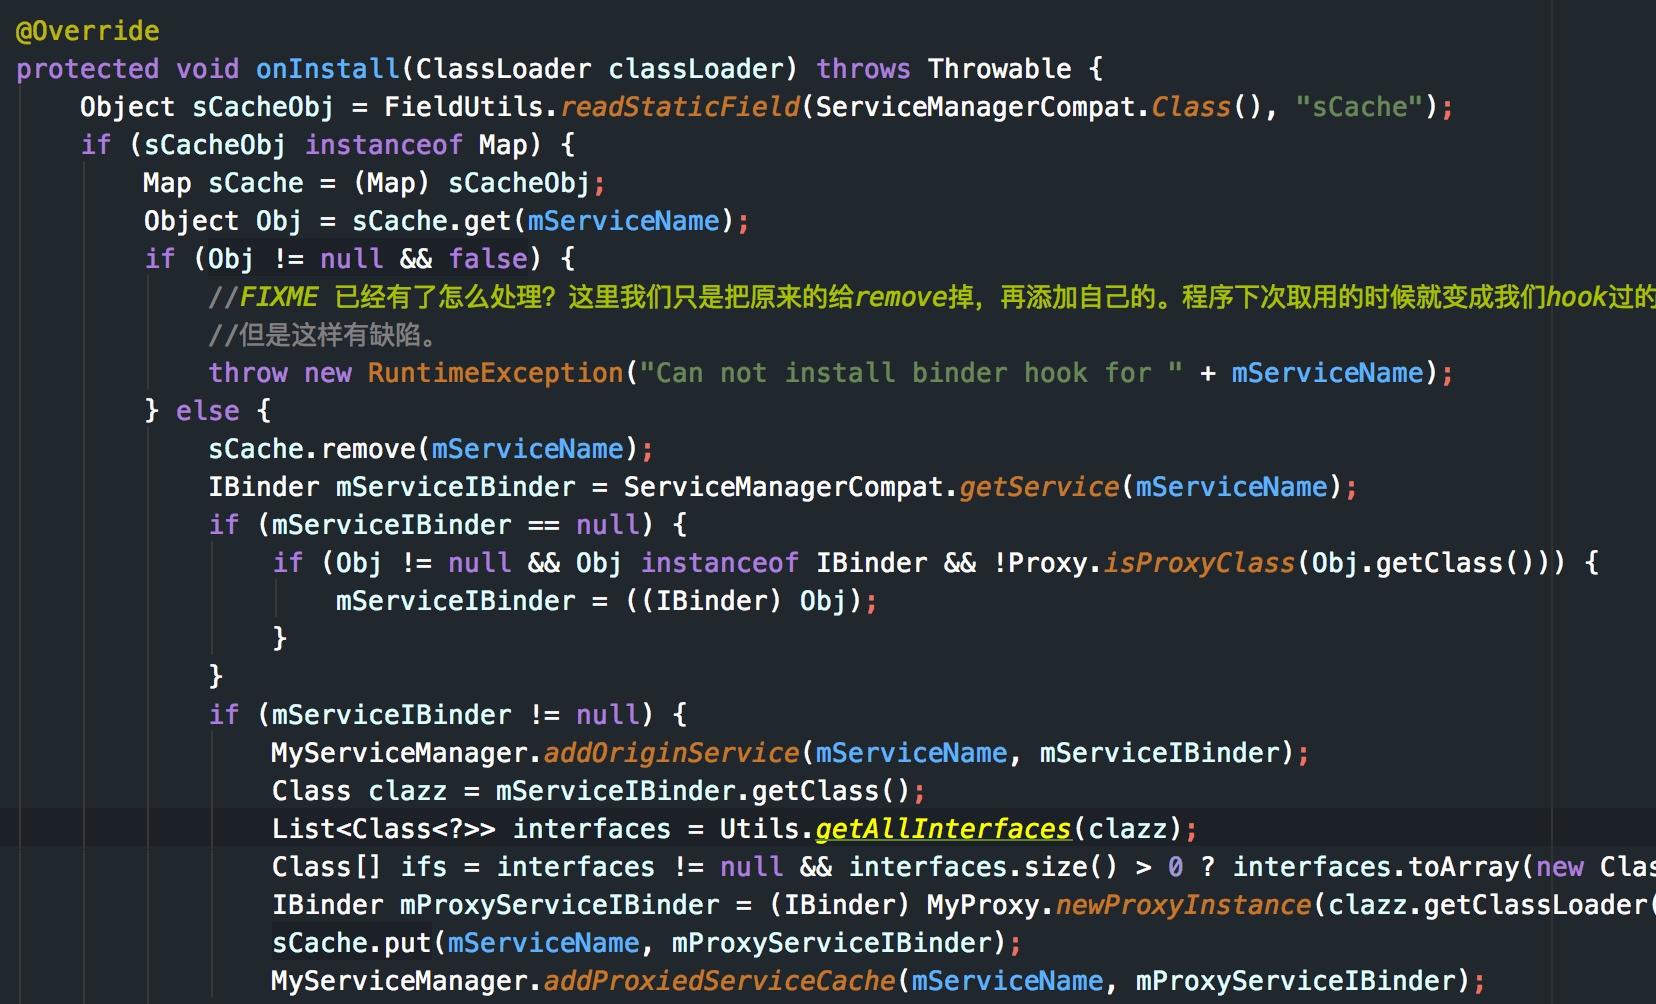 @Override
protected void onInstall(ClassLoader classLoader) throws Throwable {
Object sCacheObj = FieldUtils.readStaticField(ServiceManagerCompat.Class(), "sCache");
if (sCacheObj instanceof Map) {
Map sCache = (Map) sCacheObj;
Object Obj = sCache.get(mServiceName);
if (Obj != null && false) {
//FIXME 已经有了怎么处理？这里我们只是把原来的给remove掉，再添加自己的。程序下次取用的时候就变成我们hook过的
//但是这样有缺陷。
throw new RuntimeException("Can not install binder hook for " + mServiceName);
} else {
sCache.remove(mServiceName);
IBinder mServiceIBinder = ServiceManagerCompat.getService(mServiceName);
if (mServiceIBinder == null) {
if (Obj != null && Obj instanceof IBinder && !Proxy.isProxyClass(Obj.getClass())) {
mServiceIBinder = ((IBinder) Obj);
}
}
if (mServiceIBinder != null) {
MyServiceManager.addOriginService(mServiceName, mServiceIBinder);
Class clazz = mServiceIBinder.getClass();
List<Class<?>> interfaces = Utils.getAllInterfaces(clazz);
Class[] ifs = interfaces != null && interfaces.size() > 0 ? interfaces.toArray(new Clas
IBinder mProxyServiceIBinder = (IBinder) MyProxy.newProxyInstance(clazz.getClassLoader(
sCache.put(mServiceName, mProxyServiceIBinder);
MyServiceManager.addProxiedServiceCache(mServiceName, mProxyServiceIBinder);